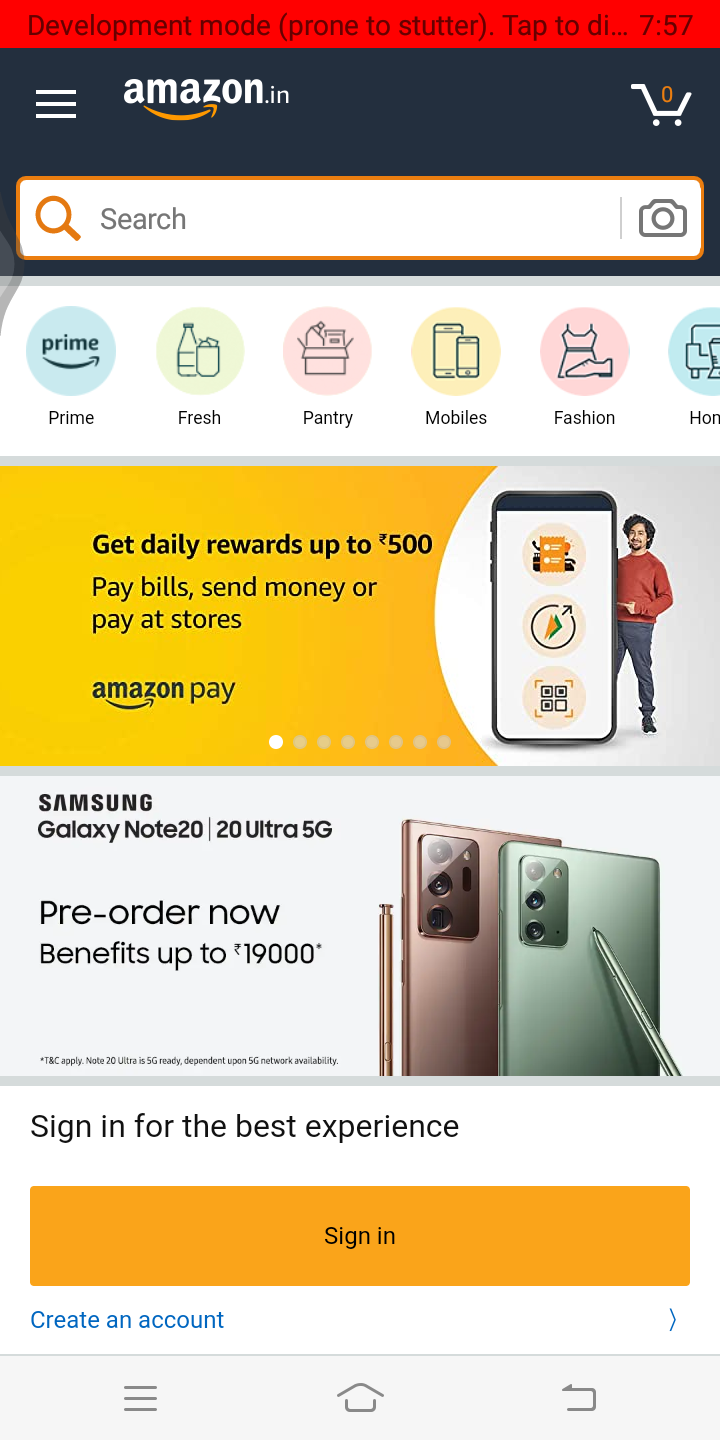 Development mode (prone to stutter). Tap to di... 7:57
amazon.in
0
Search
prime
Prime
Fresh
Pantry
Mobiles
Fashion
Hon
Get daily rewards up to ₹500
Pay bills, send money or
pay at stores
amazon pay
SAMSUNG
Galaxy Note20 | 20 Ultra 5G
Pre-order now
Benefits up to ₹19000*
*T&C apply. Note 20 Ultra is 5G ready, dependent upon 5G network availability.
Sign in for the best experience
Sign in
Create an account